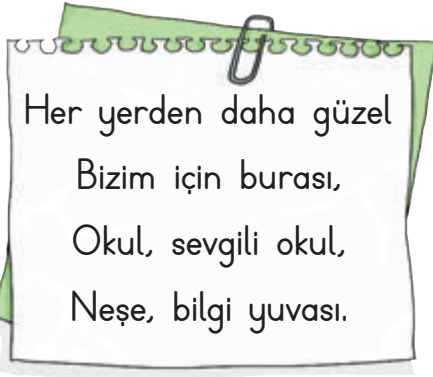 Her yerden daha güzel
Bizim için burası,
Okul, sevgili okul,
Neşe, bilgi yuvası.